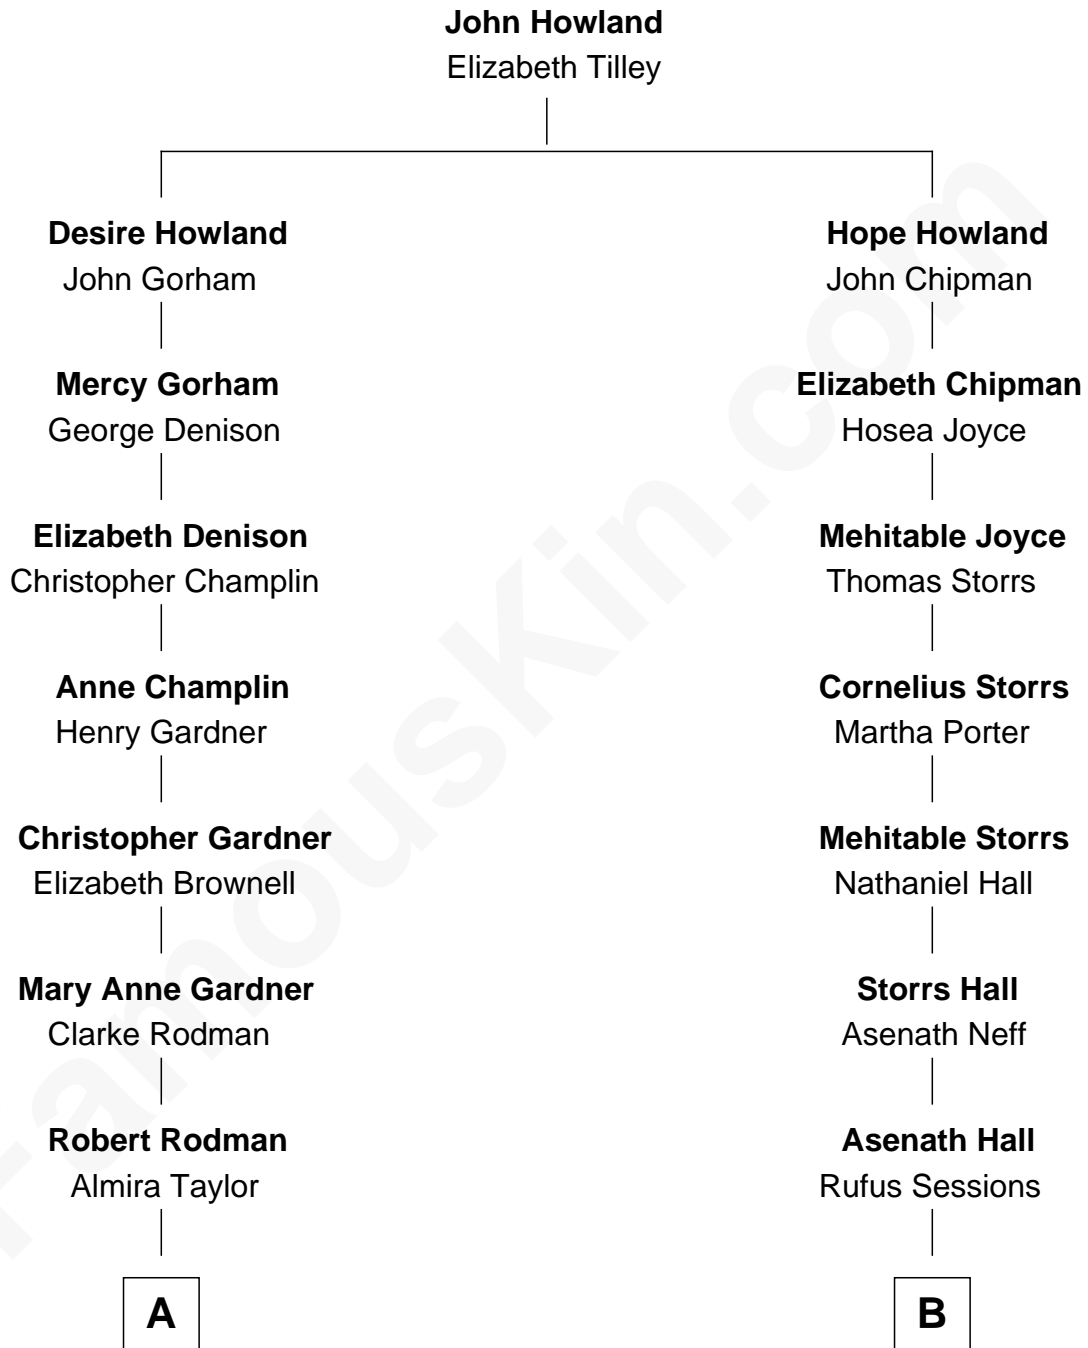 John Howland
Elizabeth Tilley
Desire Howland
John Gorham
Mercy Gorham
George Denison
Elizabeth Denison
Christopher Champlin
Anne Champlin
Henry Gardner
Christopher Gardner
Elizabeth Brownell
Mary Anne Gardner
Clarke Rodman
Robert Rodman
Almira Taylor
A
Hope Howland
John Chipman
Elizabeth Chipman
Hosea Joyce
Mehitable Joyce
Thomas Storrs
Cornelius Storrs
Martha Porter
Mehitable Storrs
Nathaniel Hall
Storrs Hall
Asenath Neff
Asenath Hall
Rufus Sessions
B
FamousKin.com